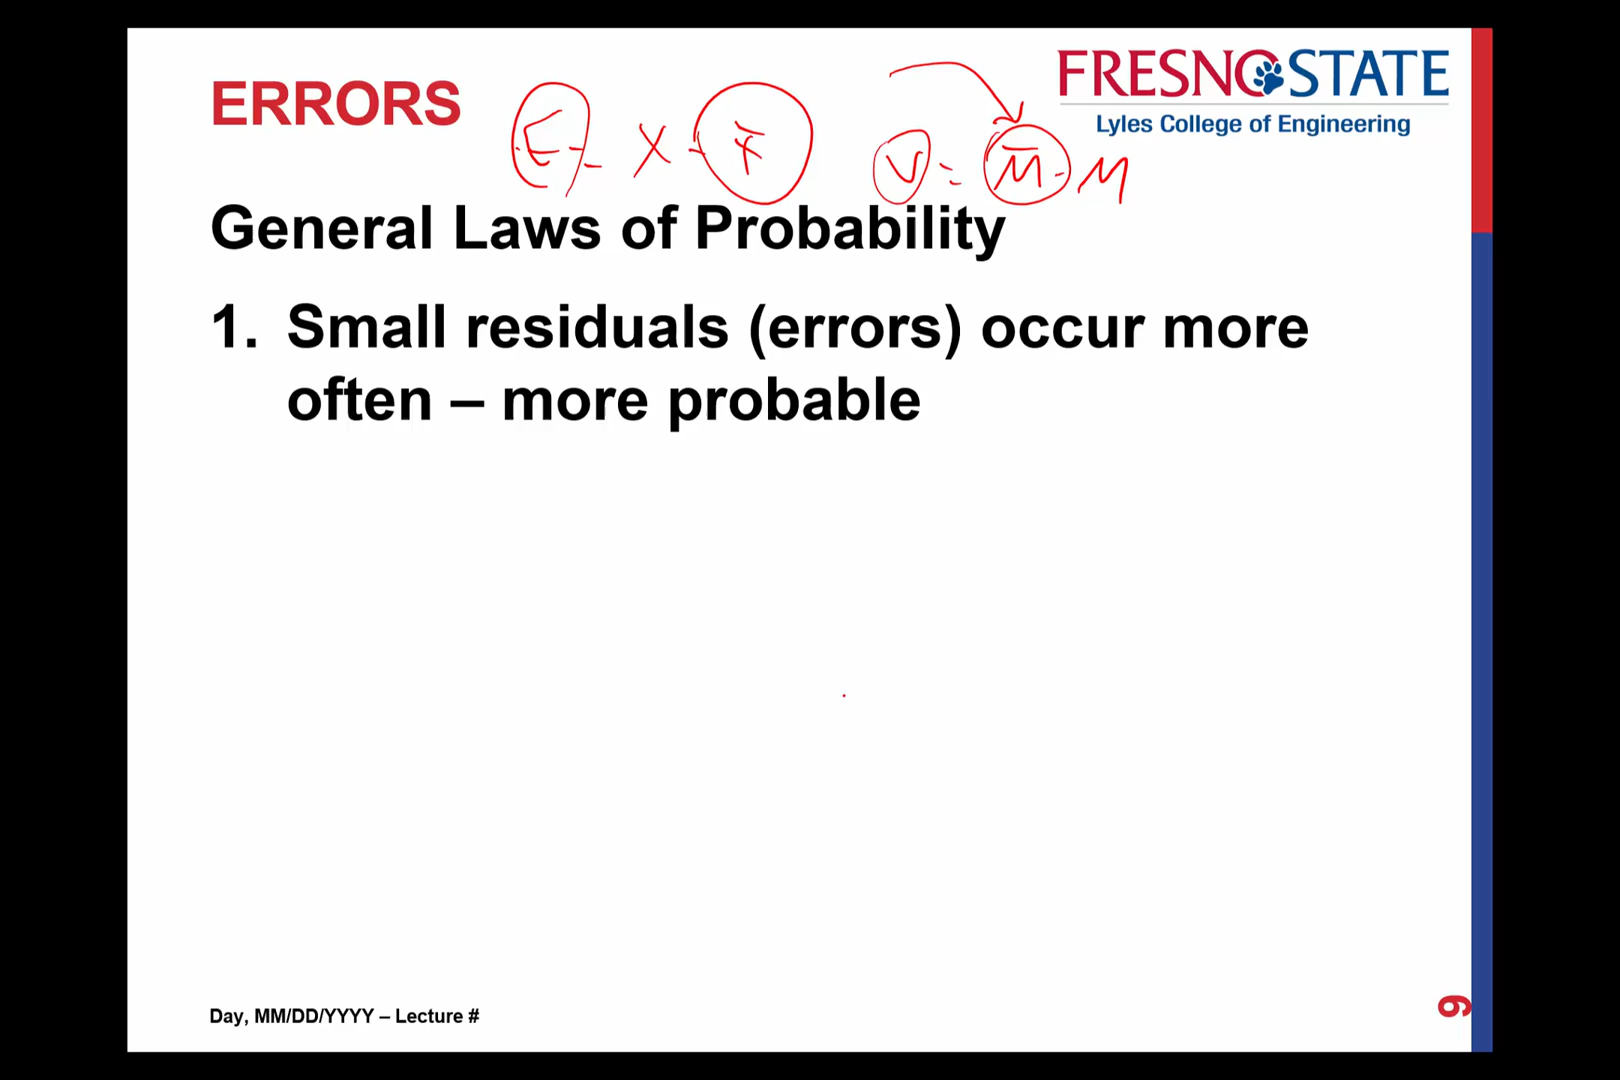 ERRORS
E = X - x̄
v = M̄ - M
FRESNO STATE
Lyles College of Engineering
General Laws of Probability
1. Small residuals (errors) occur more
often – more probable
Day, MM/DD/YYYY – Lecture #
9